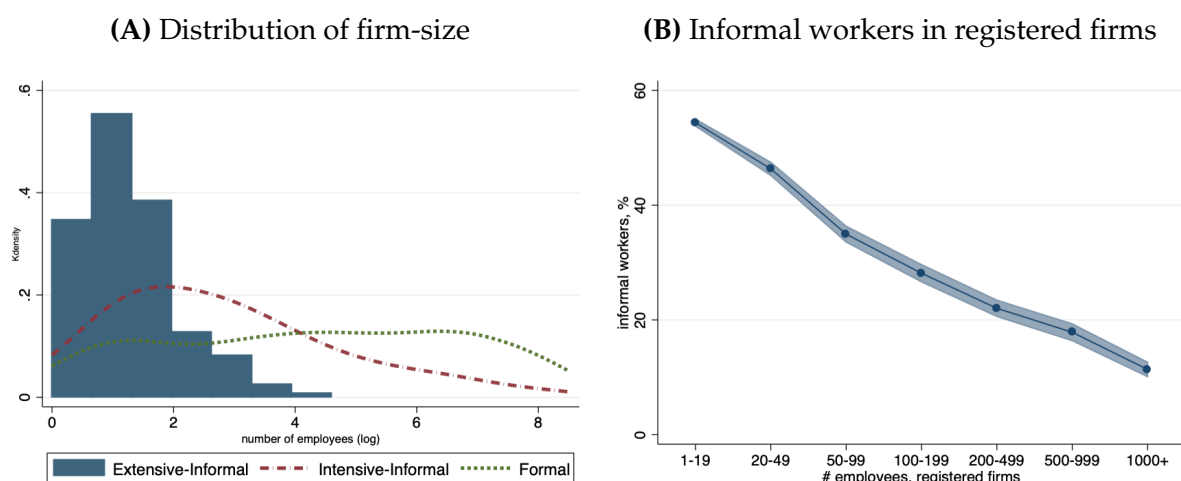 (A) Distribution of firm-size
.6
.4
.2
0
Kdensity
0 2 4 6 8
number of employees (log)
Extensive-Informal Intensive-Informal Formal
(B) Informal workers in registered firms
60
40
20
0
informal workers, %
1-19 20-49 50-99 100-199 200-499 500-999 1000+
# employees, registered firms